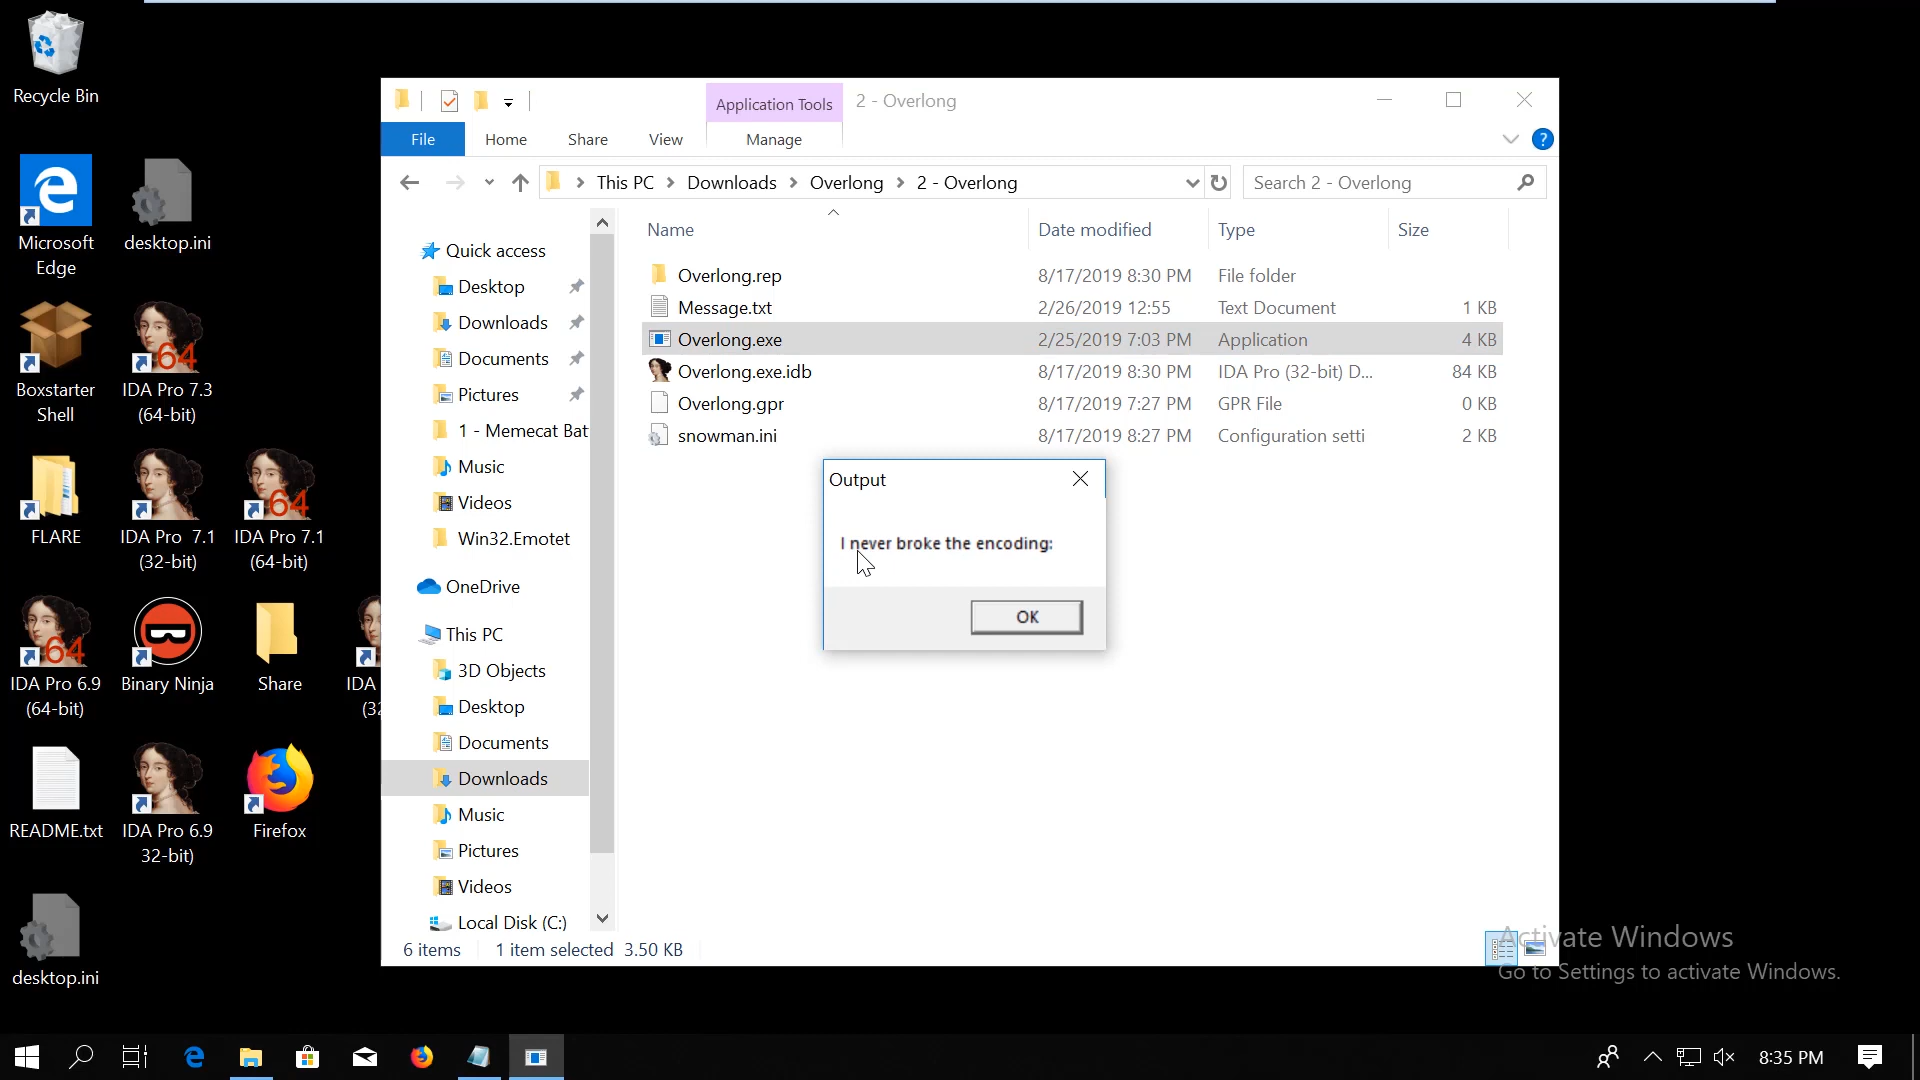 Recycle Bin
Microsoft
Edge
desktop.ini
Boxstarter
Shell
IDA Pro 7.3
(64-bit)
64
FLARE
IDA Pro 7.1
(32-bit)
IDA Pro 7.1
(64-bit)
64
IDA Pro 6.9
(64-bit)
64
Binary Ninja
Share
IDA
(32
README.txt
IDA Pro 6.9
32-bit)
Firefox
desktop.ini
Application Tools
2 - Overlong
File
Home
Share
View
Manage
?
This PC > Downloads > Overlong > 2 - Overlong
Search 2 - Overlong
Quick access
Desktop
Downloads
Documents
Pictures
1 - Memecat Bat
Music
Videos
Win32.Emotet
OneDrive
This PC
3D Objects
Desktop
Documents
Downloads
Music
Pictures
Videos
Local Disk (C:)
Name Date modified Type Size
Overlong.rep 8/17/2019 8:30 PM File folder
Message.txt 2/26/2019 12:55 Text Document 1 KB
Overlong.exe 2/25/2019 7:03 PM Application 4 KB
Overlong.exe.idb 8/17/2019 8:30 PM IDA Pro (32-bit) D... 84 KB
Overlong.gpr 8/17/2019 7:27 PM GPR File 0 KB
snowman.ini 8/17/2019 8:27 PM Configuration setti 2 KB
Output
I never broke the encoding:
OK
6 items 1 item selected 3.50 KB
Activate Windows
Go to Settings to activate Windows.
8:35 PM